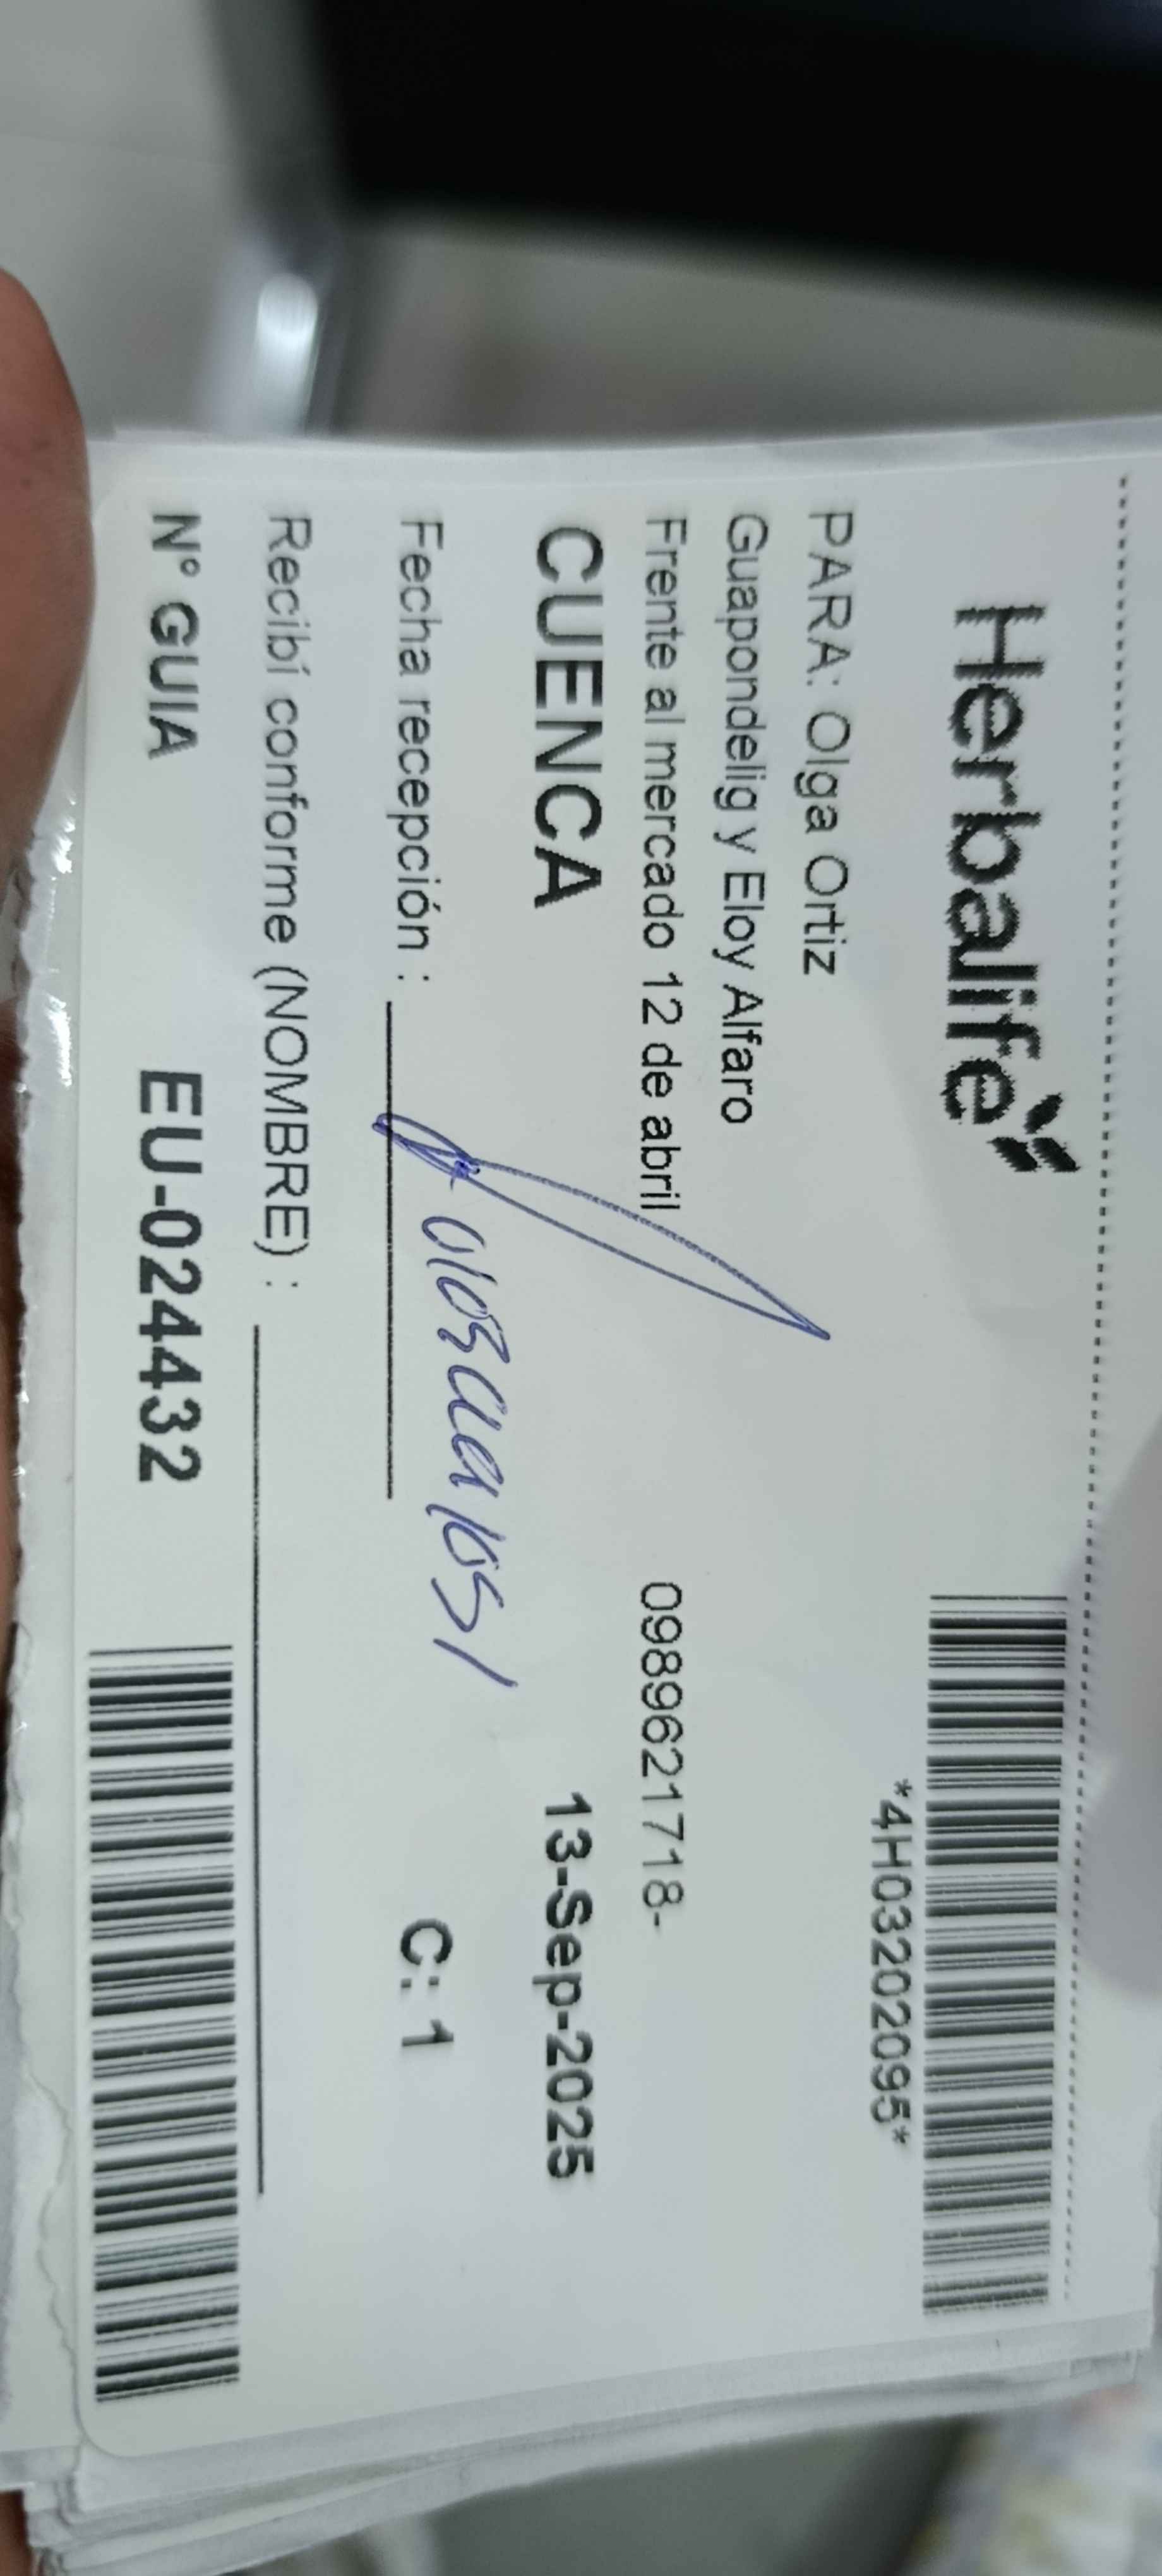 Herbalife
*4H03202095*
PARA: Olga Ortiz
Guapondelig y Eloy Alfaro
Frente al mercado 12 de abril 0989621718-
CUENCA 13-Sep-2025
Fecha recepción : C: 1
Recibí conforme (NOMBRE) :
N° GUIA EU-024432